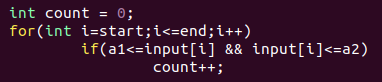 int count = 0;
for(int i=start;i<=end;i++)
        if(a1<=input[i] && input[i]<=a2)
                count++;